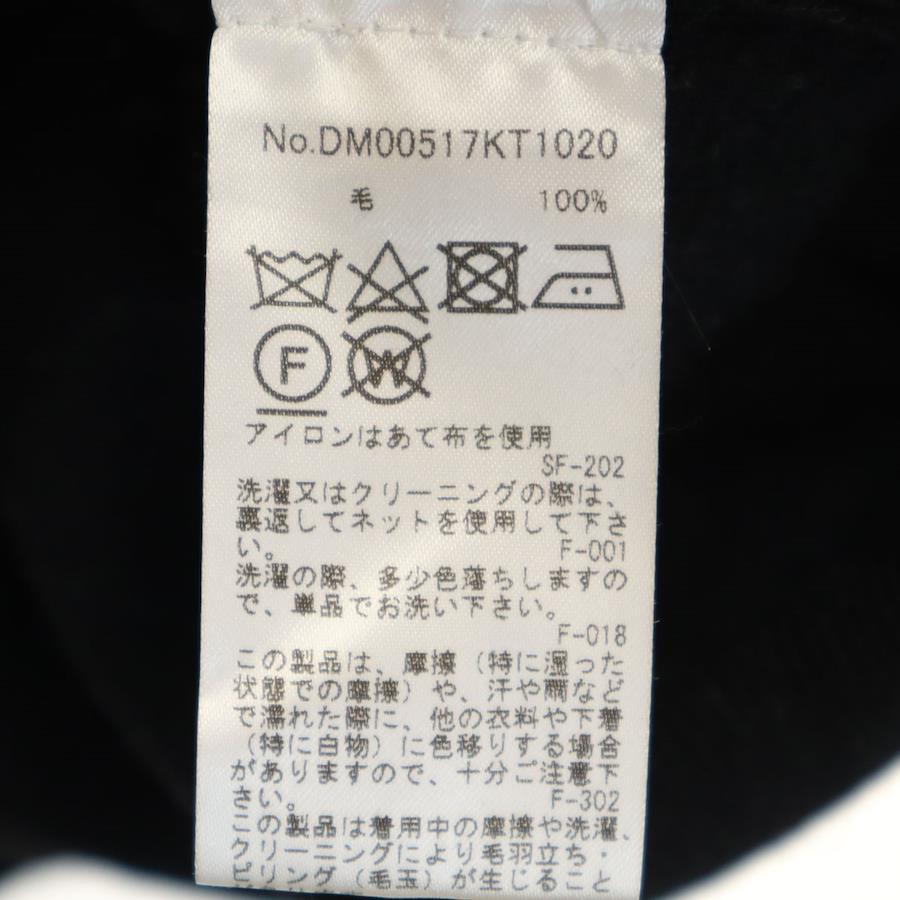 No.DM00517KT1020
毛 100%
F W
アイロンはあて布を使用
SF-202
洗濯又はクリーニングの際は、
裏返してネットを使用して下さ
い。 F-001
洗濯の際、多少色落ちしますの
で、単品でお洗い下さい。
F-018
この製品は、摩擦（特に湿った
状態での摩擦）や、汗や雨など
で濡れた際に、他の衣料や下着
（特に白物）に色移りする場合
がありますので、十分ご注意下
さい。 F-302
この製品は着用中の摩擦や洗濯、
クリーニングにより毛羽立ち・
ピリング（毛玉）が生じること